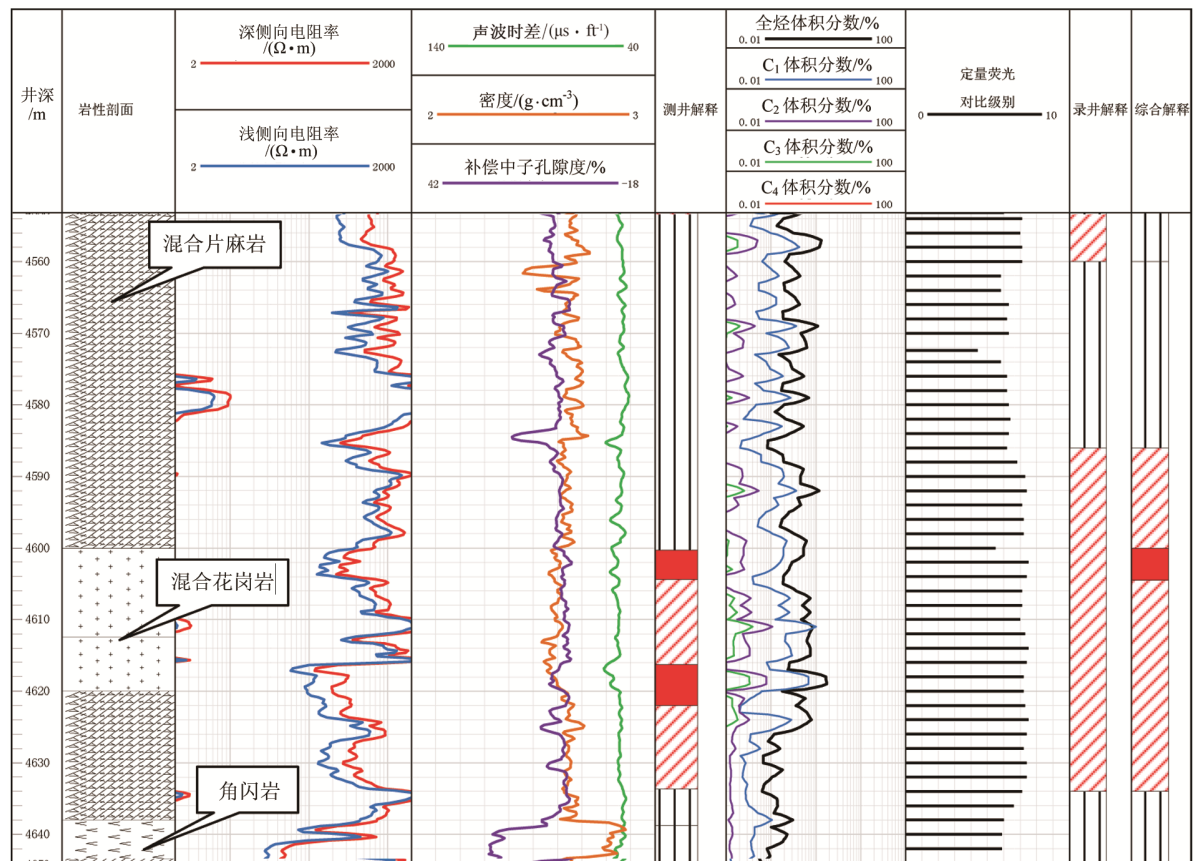 井深
/m
岩性剖面
深侧向电阻率
/(Ω•m)
2 2000
浅侧向电阻率
/(Ω•m)
2 2000
声波时差/(μs · ft⁻¹)
140 40
密度/(g·cm⁻³)
2 3
补偿中子孔隙度/%
42 -18
测井解释
全烃体积分数/%
0.01 100
C₁ 体积分数/%
0.01 100
C₂ 体积分数/%
0.01 100
C₃ 体积分数/%
0.01 100
C₄ 体积分数/%
0.01 100
定量荧光
对比级别
0 10
录井解释
综合解释
混合片麻岩
4560
4570
4580
4590
4600
混合花岗岩
4610
4620
4630
角闪岩
4640